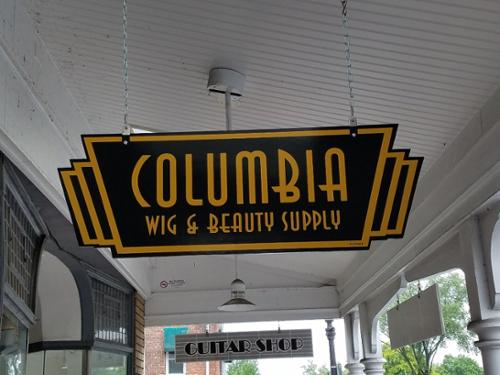 COLUMBIA
WIG & BEAUTY SUPPLY
GUITAR SHOP